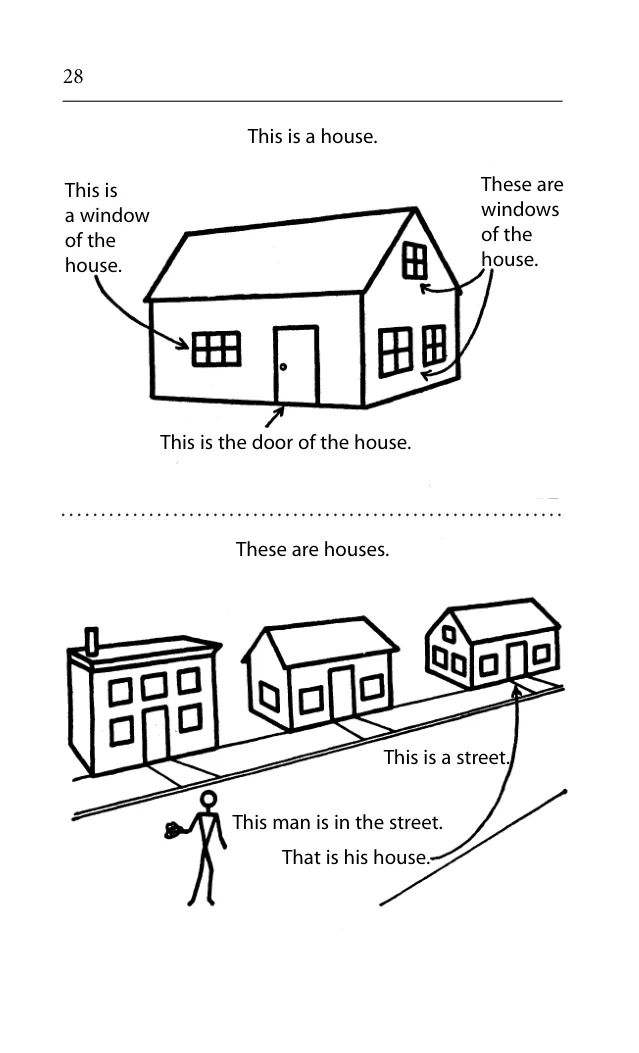 28
This is a house.
This is
a window
of the
house.
These are
windows
of the
house.
This is the door of the house.
These are houses.
This is a street.
This man is in the street.
That is his house.